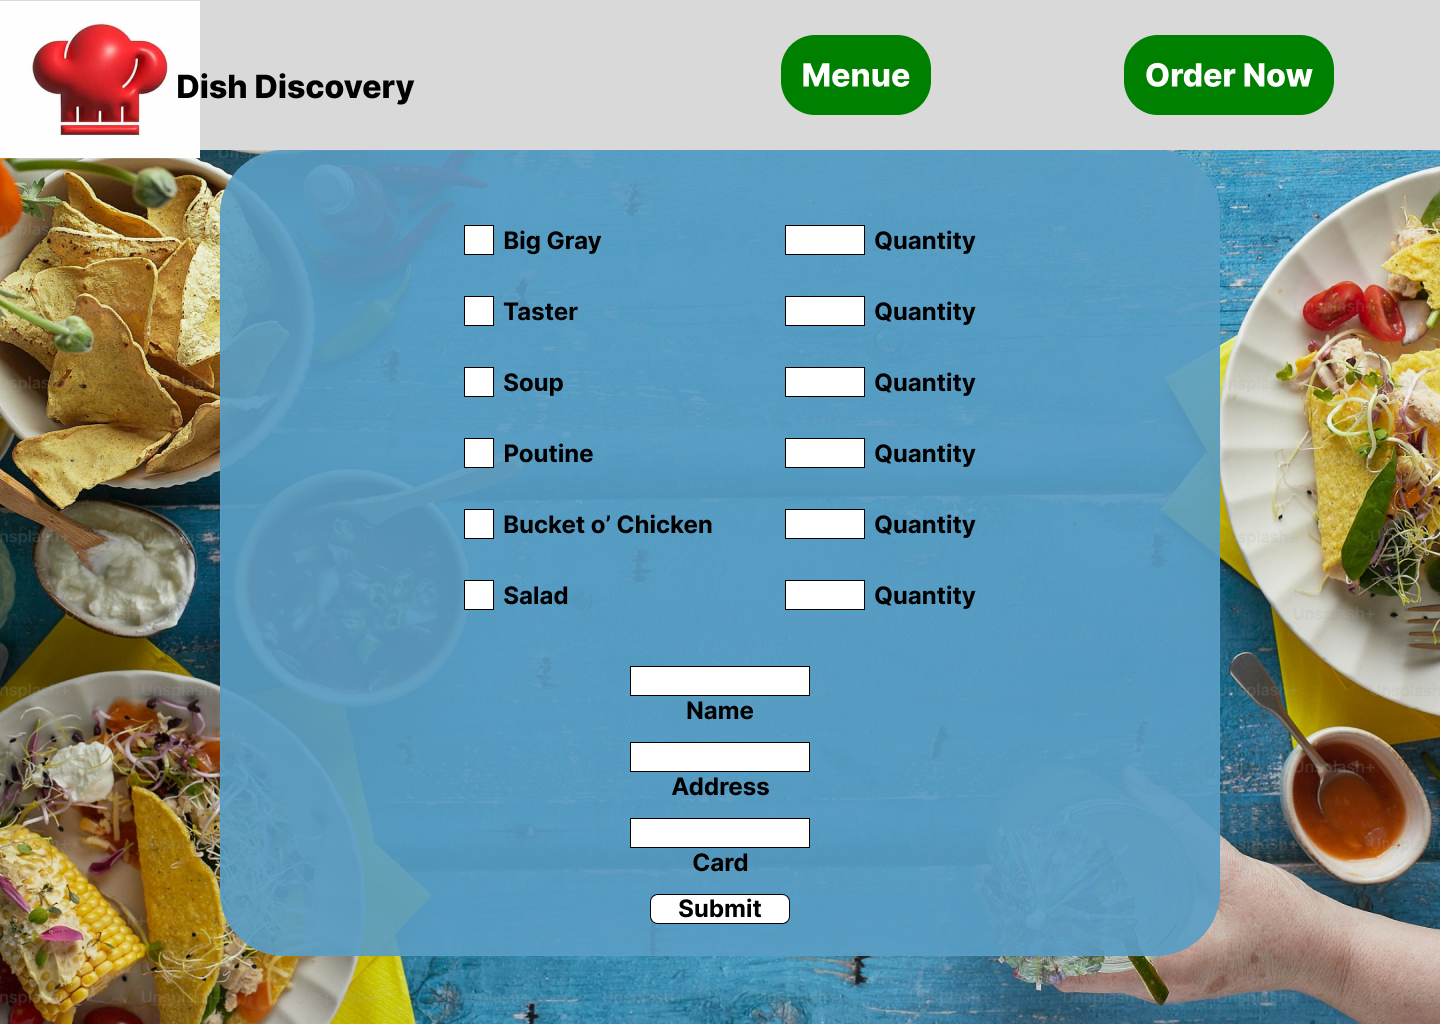 Dish Discovery
Menue
Order Now
Big Gray
Quantity
Taster
Quantity
Soup
Quantity
Poutine
Quantity
Bucket o’ Chicken
Quantity
Salad
Quantity
Name
Address
Card
Submit
Unsplash+